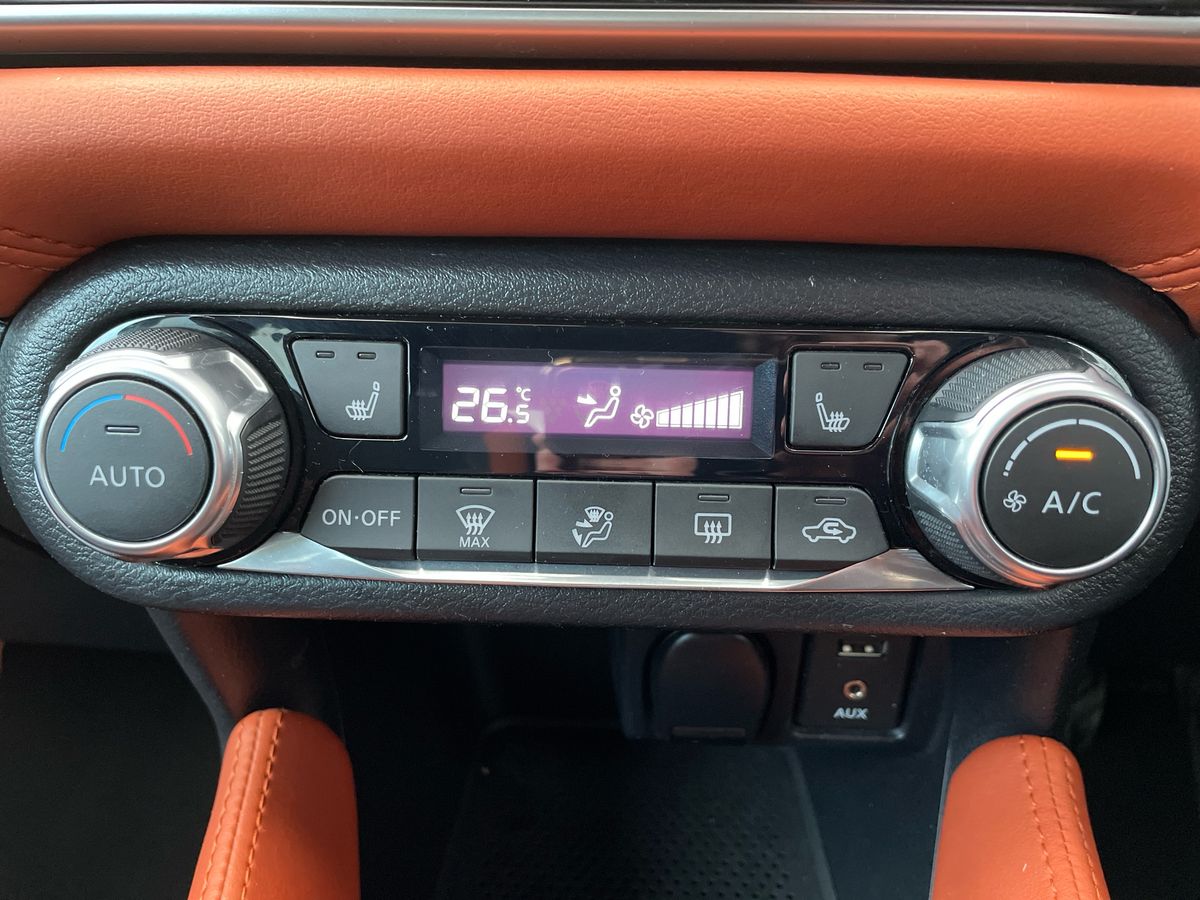 26.5 °C
AUTO
A/C
ON·OFF
MAX
AUX